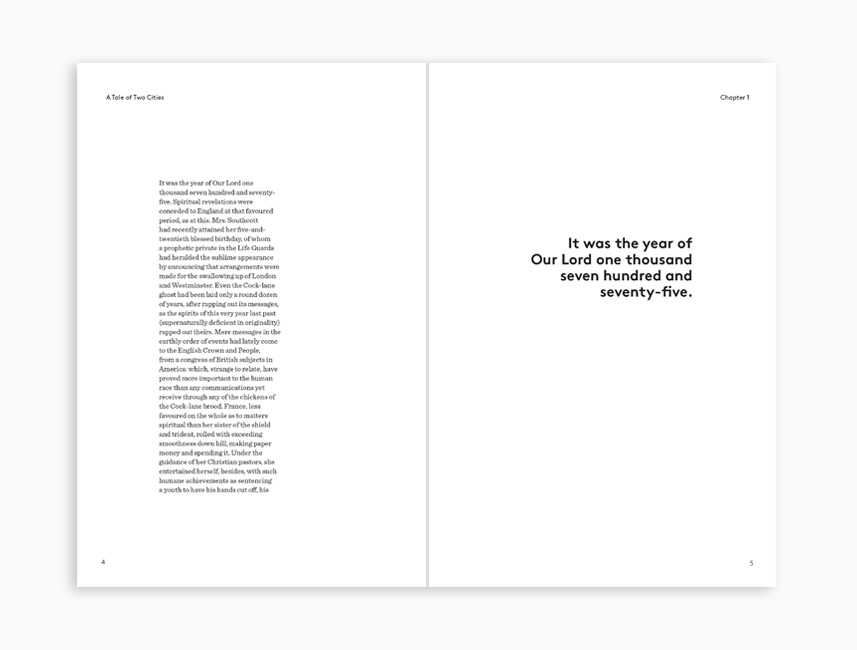 A Tale of Two Cities
It was the year of Our Lord one
thousand seven hundred and seventy-
five. Spiritual revelations were
conceded to England at that favoured
period, as at this. Mrs. Southcott
had recently attained her five-and-
twentieth blessed birthday, of whom
a prophetic private in the Life Guards
had heralded the sublime appearance
by announcing that arrangements were
made for the swallowing up of London
and Westminster. Even the Cock-lane
ghost had been laid only a round dozen
of years, after rapping out its messages,
as the spirits of this very year last past
(supernaturally deficient in originality)
rapped out theirs. Mere messages in the
earthly order of events had lately come
to the English Crown and People,
from a congress of British subjects in
America: which, strange to relate, have
proved more important to the human
race than any communications yet
receive through any of the chickens of
the Cock-lane brood. France, less
favoured on the whole as to matters
spiritual than her sister of the shield
and trident, rolled with exceeding
smoothness down hill, making paper
money and spending it. Under the
guidance of her Christian pastors, she
entertained herself, besides, with such
humane achievements as sentencing
a youth to have his hands cut off, his
4
Chapter 1
It was the year of
Our Lord one thousand
seven hundred and
seventy-five.
5